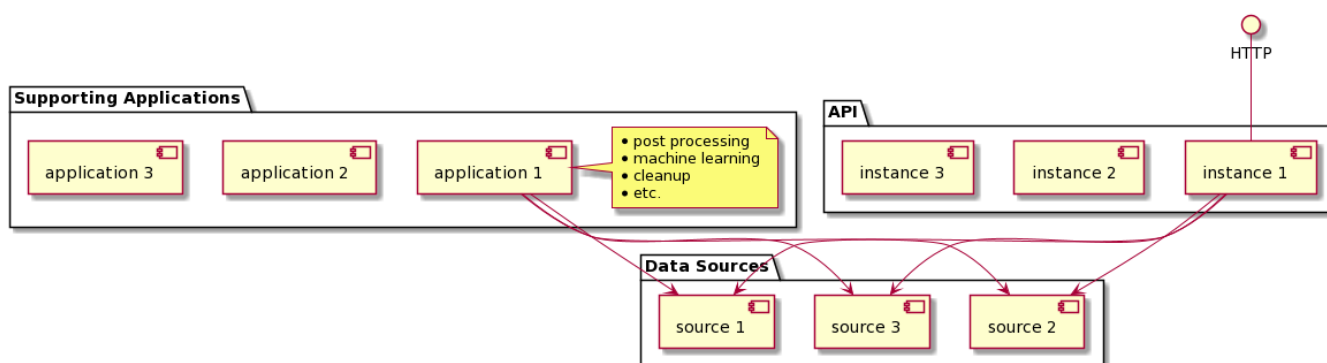 HTTP
Supporting Applications
API
• post processing
• machine learning
• cleanup
• etc.
application 3
application 2
application 1
instance 3
instance 2
instance 1
Data Sources
source 1
source 3
source 2